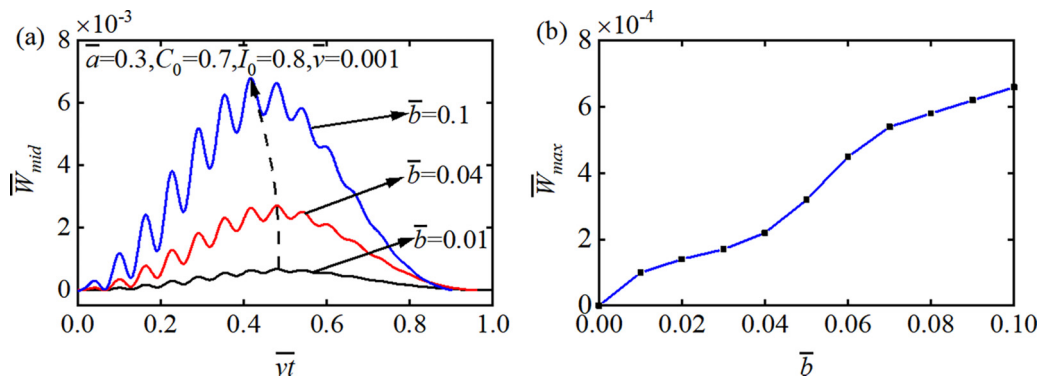 (a)
×10⁻³
a̅=0.3,C₀=0.7,I̅₀=0.8,v̅=0.001
8
6
4
2
0
W̅mid
b̅=0.1
b̅=0.04
b̅=0.01
0.0 0.2 0.4 0.6 0.8 1.0
v̅t̅
(b)
×10⁻⁴
8
6
4
2
0
W̅max
0.00 0.02 0.04 0.06 0.08 0.10
b̅